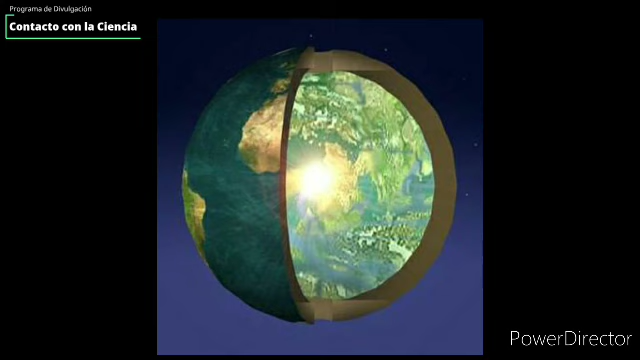 Programa de Divulgación
Contacto con la Ciencia
PowerDirector